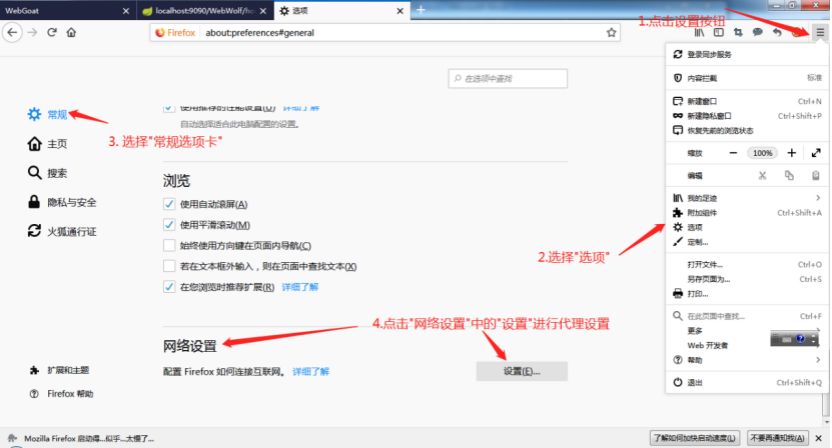 WebGoat
localhost:9090/WebWolf/ho
选项
1.点击设置按钮
Firefox
about:preferences#general
在选项中查找
登录同步服务
内容拦截 标准
新建窗口 Ctrl+N
新建隐私窗口 Ctrl+Shift+P
恢复先前的浏览状态
缩放 100%
编辑
我的足迹
附加组件 Ctrl+Shift+A
选项
定制...
打开文件... Ctrl+O
另存页面为... Ctrl+S
打印...
在此页面中查找... Ctrl+F
更多
Web 开发者
帮助
退出 Ctrl+Shift+Q
2.选择"选项"
常规
3. 选择"常规选项卡"
主页
搜索
隐私与安全
火狐通行证
使用推荐的性能设置(U) 详细了解
自动选择适合此电脑配置的设置。
浏览
使用自动滚屏(A)
使用平滑滚动(M)
始终使用方向键在页面内导航(C)
若在文本框外输入，则在页面中查找文本(X)
在您浏览时推荐扩展(R) 详细了解
4.点击"网络设置"中的"设置"进行代理设置
网络设置
配置 Firefox 如何连接互联网。 详细了解
设置(E)...
扩展和主题
Firefox 帮助
Mozilla Firefox 启动得...似乎...太慢了...
了解如何加快启动速度(L)
不要再通知我(A)